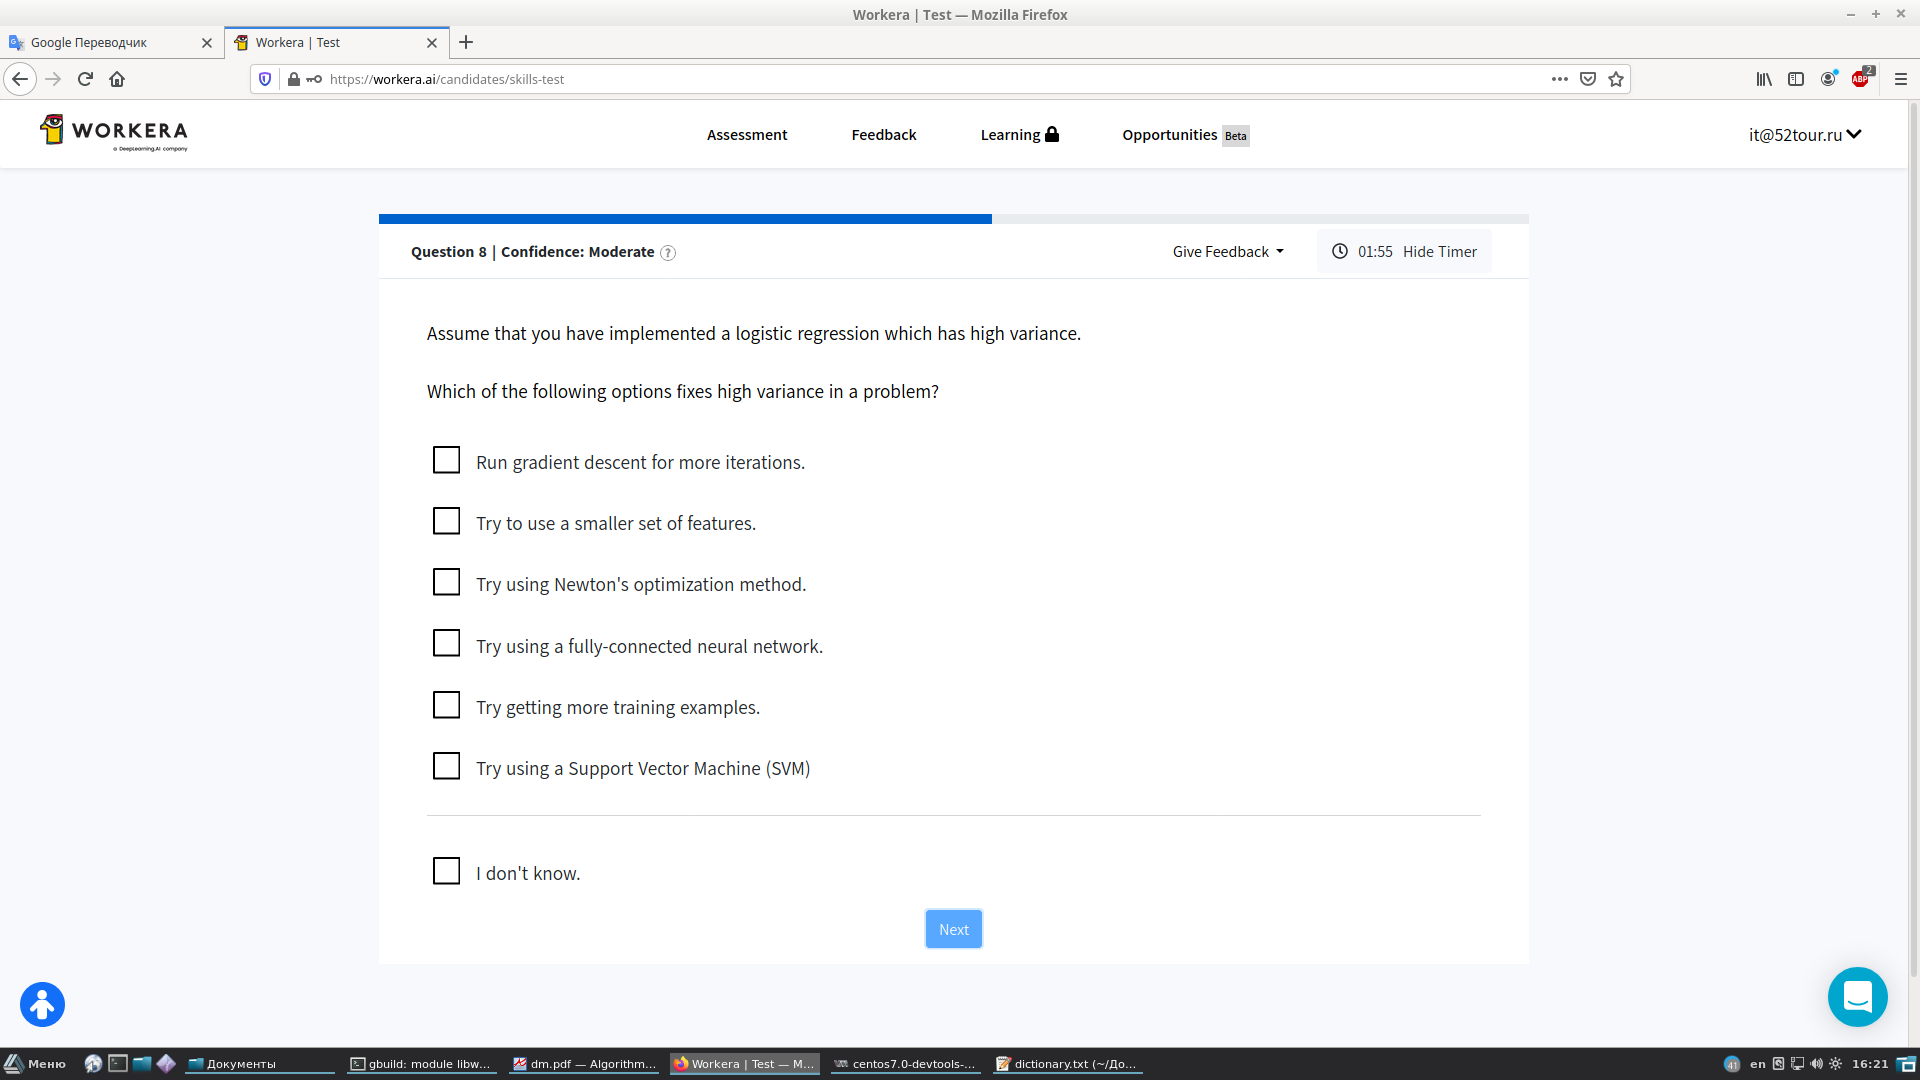 Workera | Test — Mozilla Firefox
Google Переводчик
Workera | Test
https://workera.ai/candidates/skills-test
ABP
2
WORKERA
a DeepLearning.AI company
Assessment
Feedback
Learning
Opportunities Beta
it@52tour.ru
Question 8 | Confidence: Moderate ?
Give Feedback
01:55 Hide Timer
Assume that you have implemented a logistic regression which has high variance.
Which of the following options fixes high variance in a problem?
Run gradient descent for more iterations.
Try to use a smaller set of features.
Try using Newton's optimization method.
Try using a fully-connected neural network.
Try getting more training examples.
Try using a Support Vector Machine (SVM)
I don't know.
Next
Меню
Документы
gbuild: module libw...
dm.pdf — Algorithm...
Workera | Test — M...
centos7.0-devtools-...
dictionary.txt (~/До...
41
en
16:21